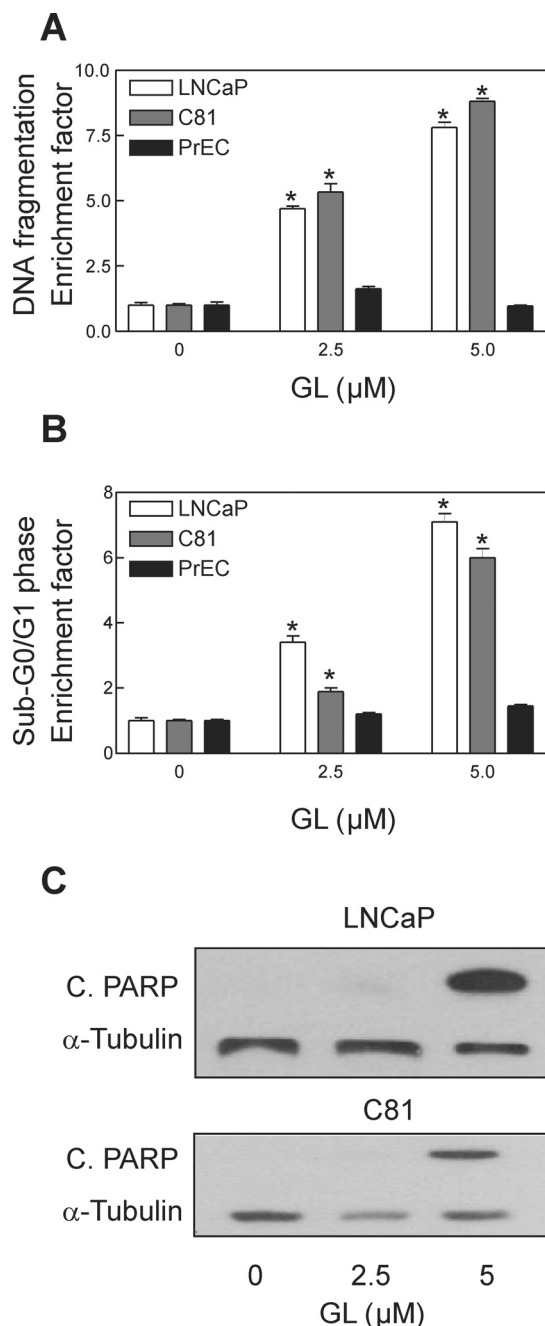 A
DNA fragmentation
Enrichment factor
10.0
7.5
5.0
2.5
0.0
LNCaP
C81
PrEC
*
*
*
*
0
2.5
5.0
GL (µM)
B
Sub-G0/G1 phase
Enrichment factor
8
6
4
2
0
LNCaP
C81
PrEC
*
*
*
*
0
2.5
5.0
GL (µM)
C
LNCaP
C. PARP
α-Tubulin
C81
C. PARP
α-Tubulin
0 2.5 5
GL (µM)